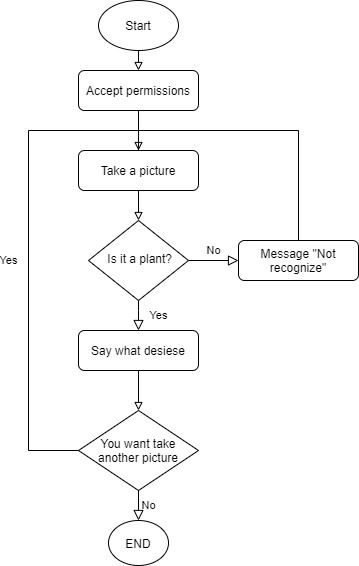 Start
Accept permissions
Take a picture
Is it a plant?
No
Message "Not
recognize"
Yes
Yes
Say what desiese
You want take
another picture
No
END